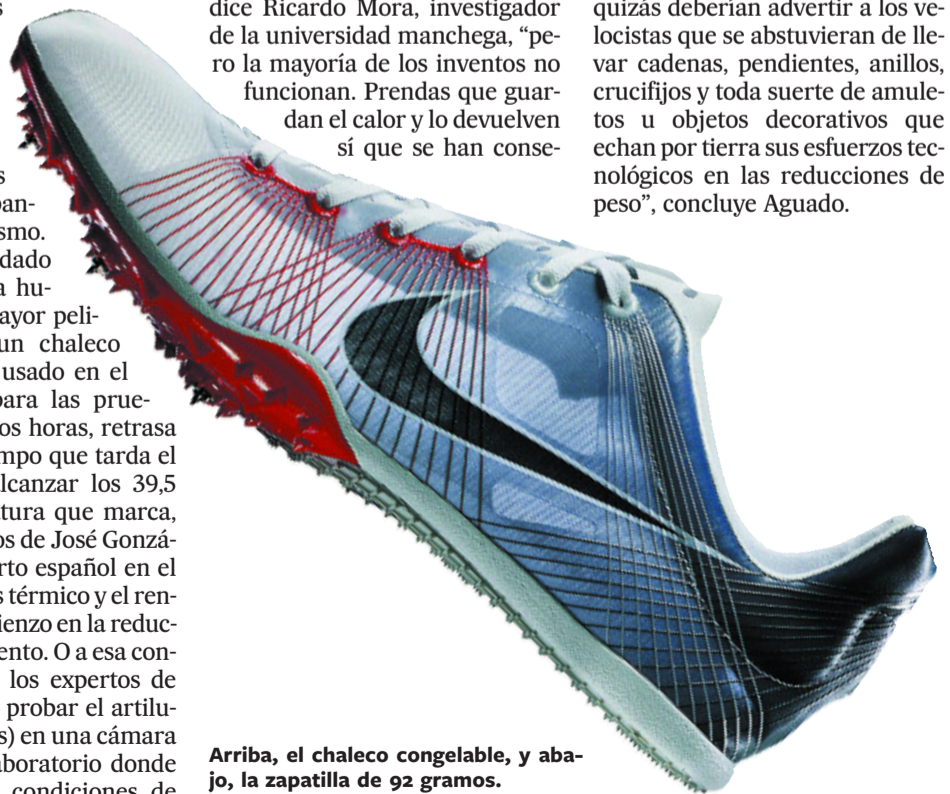 s
pan-
smo.
dado
a hu-
ayor peli-
un chaleco
usado en el
para las prue-
os horas, retrasa
mpo que tarda el
lcanzar los 39,5
tura que marca,
os de José Gonzá-
rto español en el
s térmico y el ren-
ienzo en la reduc-
ento. O a esa con-
los expertos de
probar el artilu-
s) en una cámara
aboratorio donde
condiciones de
dice Ricardo Mora, investigador
de la universidad manchega, “pe-
ro la mayoría de los inventos no
funcionan. Prendas que guar-
dan el calor y lo devuelven
sí que se han conse-
quizás deberían advertir a los ve-
locistas que se abstuvieran de lle-
var cadenas, pendientes, anillos,
crucifijos y toda suerte de amule-
tos u objetos decorativos que
echan por tierra sus esfuerzos tec-
nológicos en las reducciones de
peso”, concluye Aguado.
Arriba, el chaleco congelable, y aba-
jo, la zapatilla de 92 gramos.